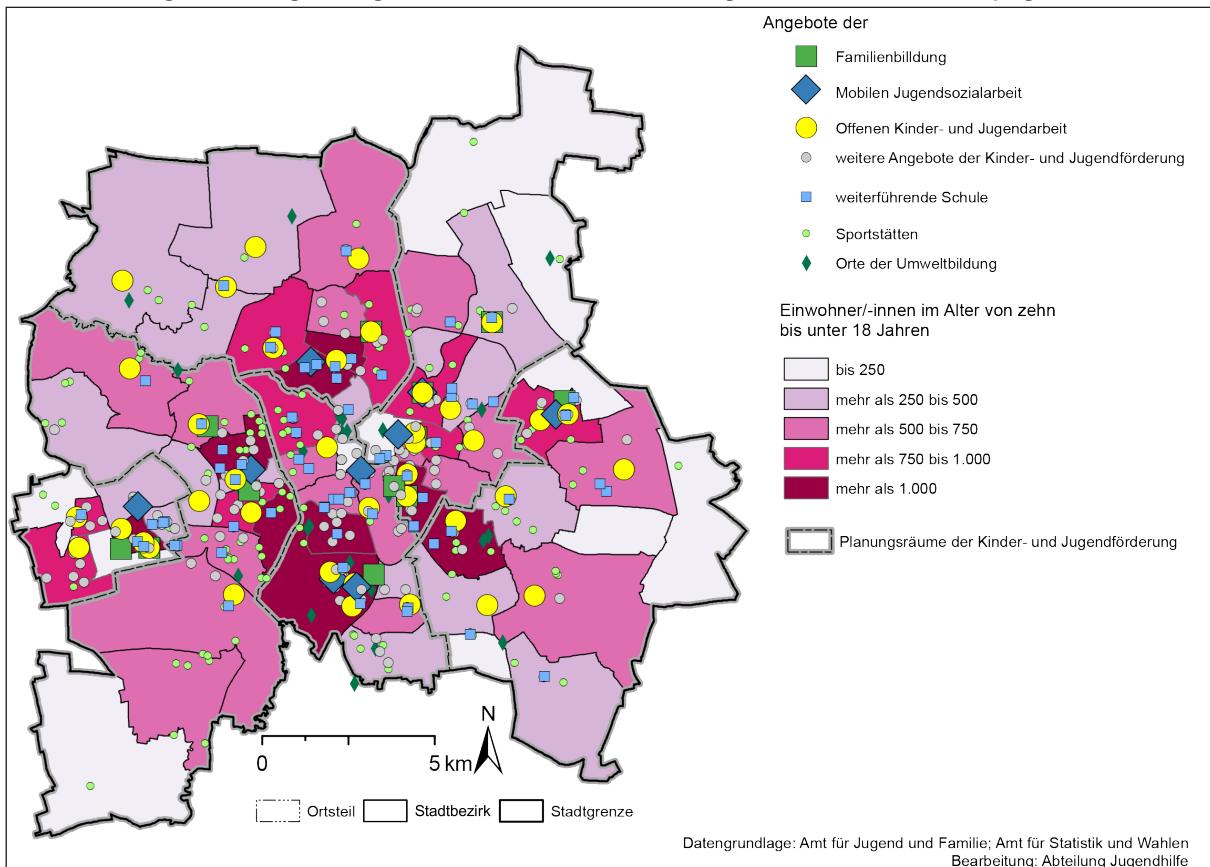 Angebote der
Familienbilldung
Mobilen Jugendsozialarbeit
Offenen Kinder- und Jugendarbeit
weitere Angebote der Kinder- und Jugendförderung
weiterführende Schule
Sportstätten
Orte der Umweltbildung
Einwohner/-innen im Alter von zehn
bis unter 18 Jahren
bis 250
mehr als 250 bis 500
mehr als 500 bis 750
mehr als 750 bis 1.000
mehr als 1.000
Planungsräume der Kinder- und Jugendförderung
N
0 5 km
Ortsteil Stadtbezirk Stadtgrenze
Datengrundlage: Amt für Jugend und Familie; Amt für Statistik und Wahlen
Bearbeitung: Abteilung Jugendhilfe